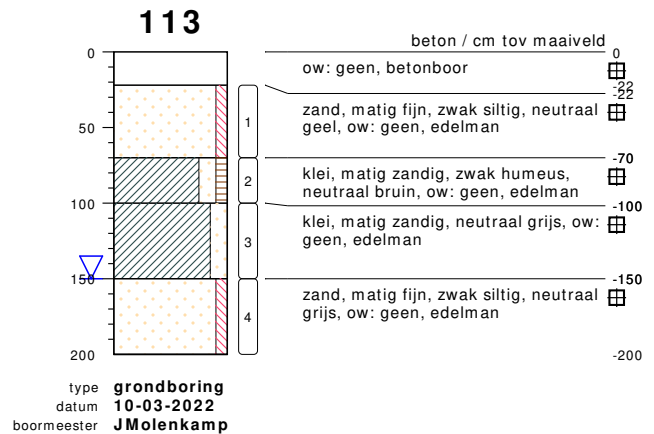 113
beton / cm tov maaiveld
0
0
ow: geen, betonboor
-22
-22
zand, matig fijn, zwak siltig, neutraal
geel, ow: geen, edelman
1
50
-70
klei, matig zandig, zwak humeus,
neutraal bruin, ow: geen, edelman
2
100
-100
klei, matig zandig, neutraal grijs, ow:
geen, edelman
3
150
-150
zand, matig fijn, zwak siltig, neutraal
grijs, ow: geen, edelman
4
200
-200
type grondboring
datum 10-03-2022
boormeester JMolenkamp